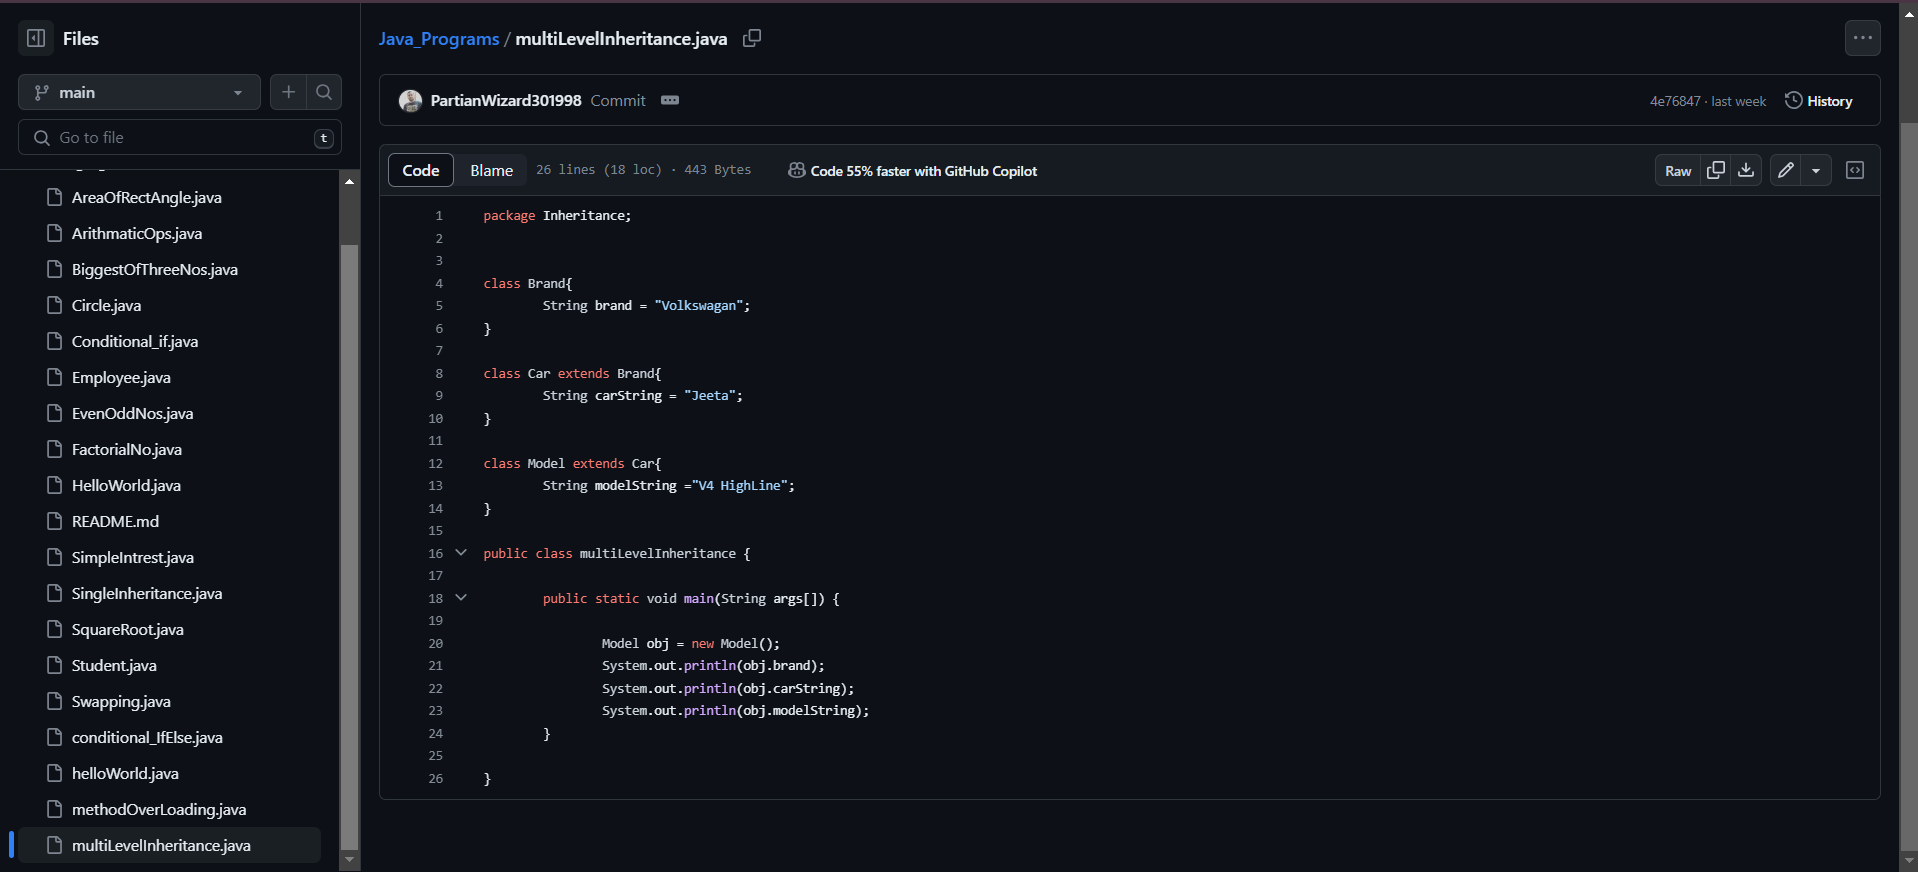 Files
main
Go to file
t
AreaOfRectAngle.java
ArithmaticOps.java
BiggestOfThreeNos.java
Circle.java
Conditional_if.java
Employee.java
EvenOddNos.java
FactorialNo.java
HelloWorld.java
README.md
SimpleIntrest.java
SingleInheritance.java
SquareRoot.java
Student.java
Swapping.java
conditional_IfElse.java
helloWorld.java
methodOverLoading.java
multiLevelInheritance.java
Java_Programs / multiLevelInheritance.java
PartianWizard301998 Commit
4e76847 · last week History
Code Blame 26 lines (18 loc) · 443 Bytes Code 55% faster with GitHub Copilot Raw
1 package Inheritance;
2
3
4 class Brand{
5 String brand = "Volkswagan";
6 }
7
8 class Car extends Brand{
9 String carString = "Jeeta";
10 }
11
12 class Model extends Car{
13 String modelString ="V4 HighLine";
14 }
15
16 public class multiLevelInheritance {
17
18 public static void main(String args[]) {
19
20 Model obj = new Model();
21 System.out.println(obj.brand);
22 System.out.println(obj.carString);
23 System.out.println(obj.modelString);
24 }
25
26 }